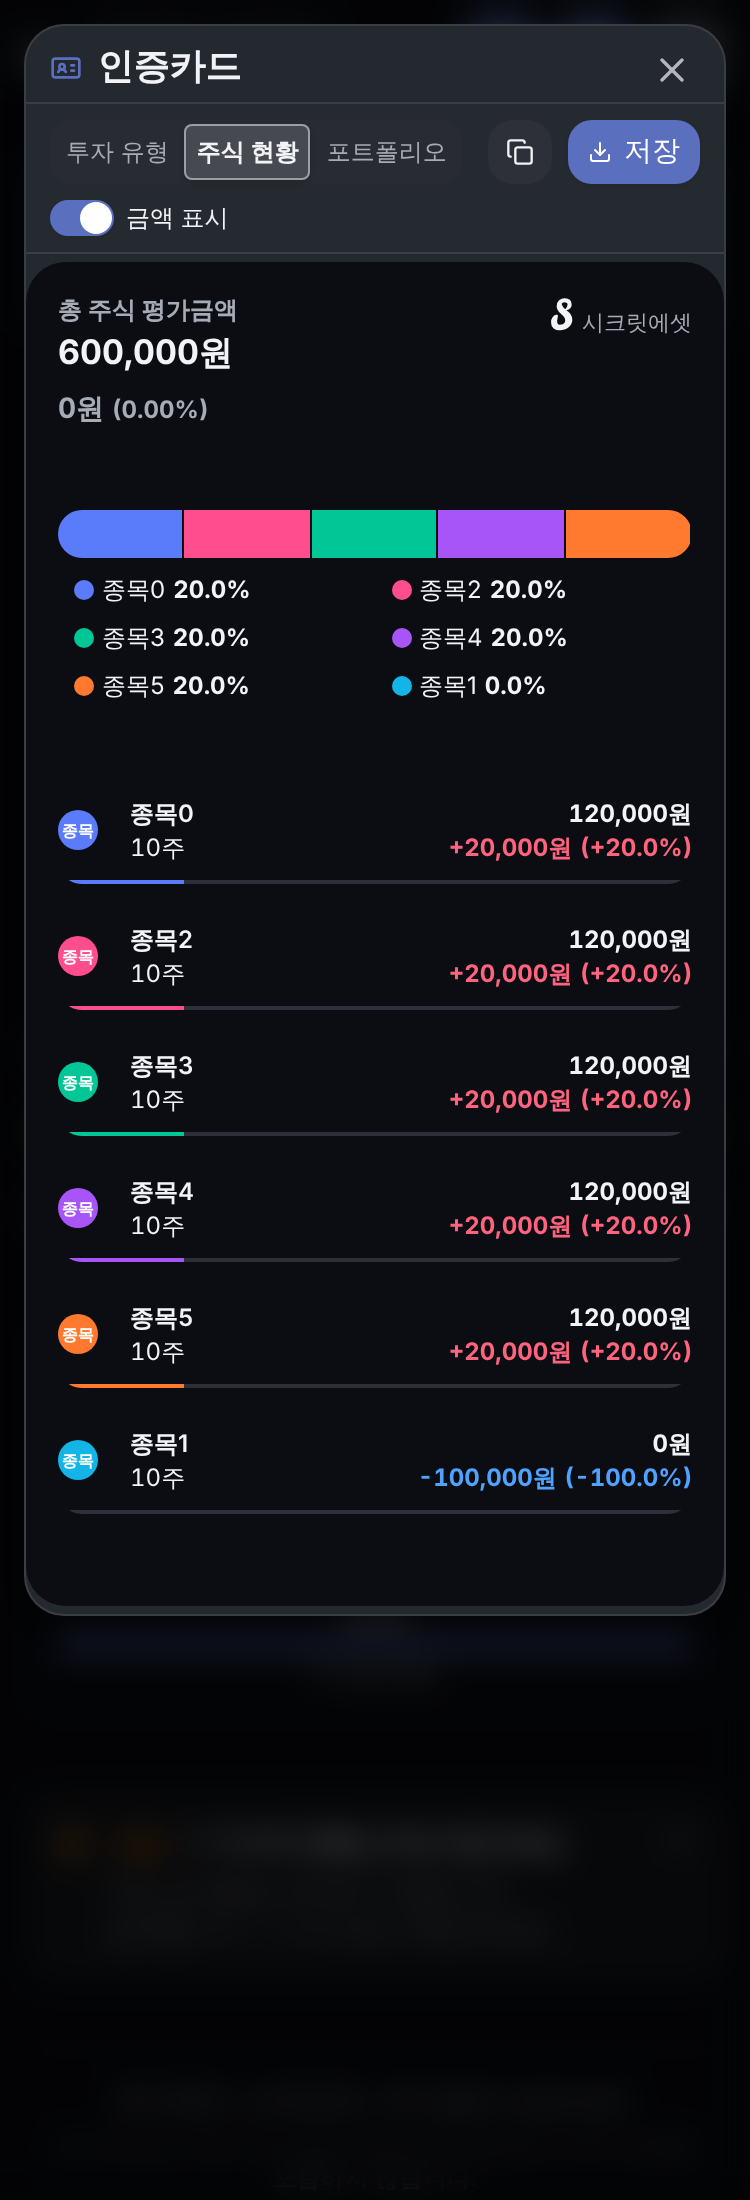 인증카드
투자 유형 주식 현황 포트폴리오 저장
금액 표시
총 주식 평가금액
시크릿에셋
600,000원
0원 (0.00%)
종목0 20.0% 종목2 20.0%
종목3 20.0% 종목4 20.0%
종목5 20.0% 종목1 0.0%
종목 종목0 120,000원
10주 +20,000원 (+20.0%)
종목 종목2 120,000원
10주 +20,000원 (+20.0%)
종목 종목3 120,000원
10주 +20,000원 (+20.0%)
종목 종목4 120,000원
10주 +20,000원 (+20.0%)
종목 종목5 120,000원
10주 +20,000원 (+20.0%)
종목 종목1 0원
10주 -100,000원 (-100.0%)